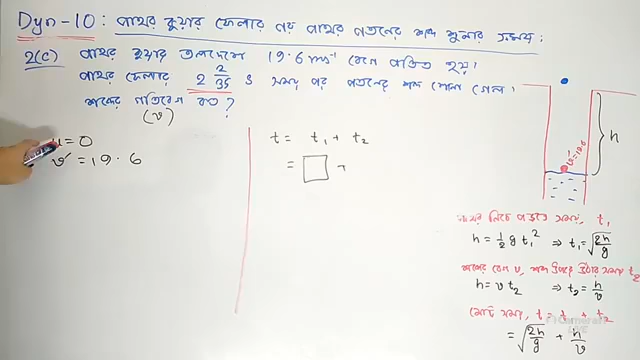 Dyn-10: পাথর কুয়ার ফেলার পর পাথর পতনের শব্দ শুনার সময়:
2(c) পাথর কুয়ার তলদেশে 19.6 ms⁻¹ বেগে পতিত হয়।
পাথর ফেলার 2 2/35 s সময় পর পতনের শব্দ শোনা গেল।
শব্দের গতিবেগ কত?
(v)
u=0
v′ = 19.6
t = t₁ + t₂
= +
h
v′=19.6
পাথর নিচে পড়তে সময়, t₁
h = 1/2 g t₁² ⇒ t₁ = √(2h/g)
শব্দের বেগ v, শব্দ উপরে উঠার সময় t₂
h = v t₂ ⇒ t₂ = h/v
মোট সময়, t = t₁ + t₂
= √(2h/g) + h/v